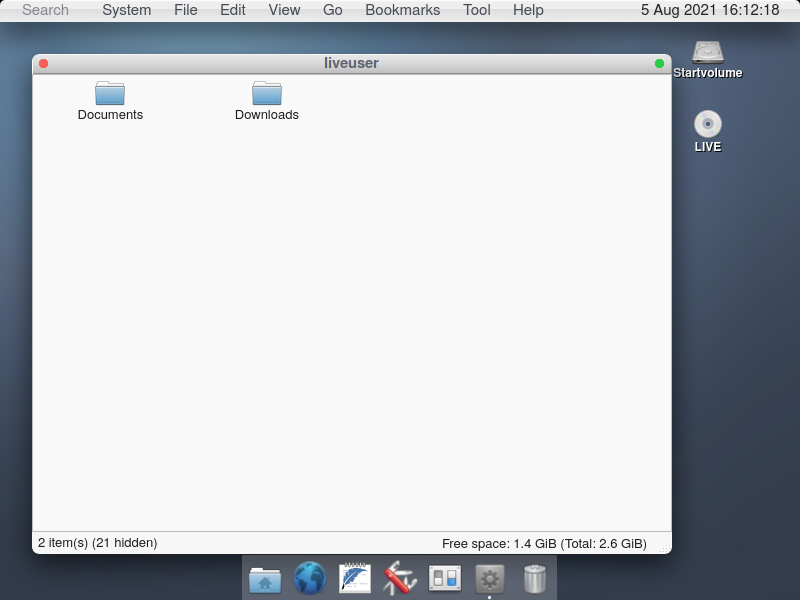 Search System File Edit View Go Bookmarks Tool Help 5 Aug 2021 16:12:18
liveuser
Startvolume
Documents Downloads
LIVE
2 item(s) (21 hidden) Free space: 1.4 GiB (Total: 2.6 GiB)